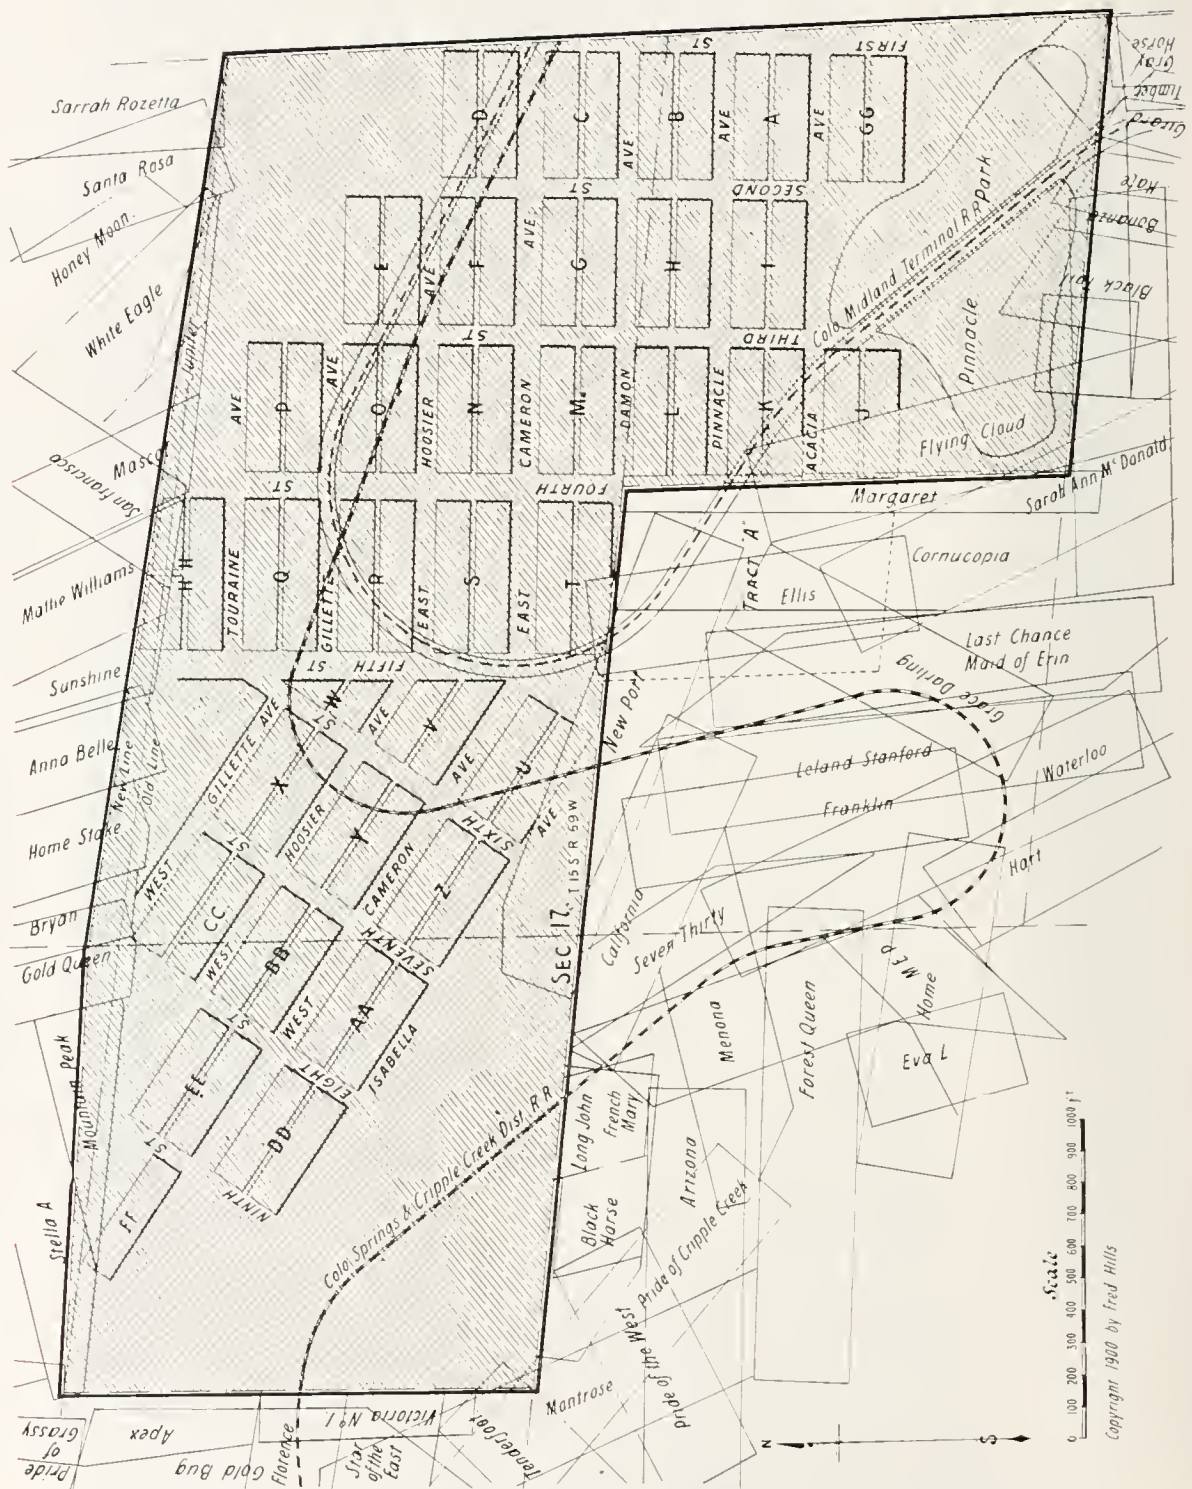 Sarrah Rozetta
Santa Rosa
Honey Moon
White Eagle
Jupiter
Masco
San Francisco
Mattie Williams
Sunshine
Anna Belle
New Line
Old Line
Home Stake
Bryan
Gold Queen
Mountain Peak
Stella A
FIRST
ST
D
C
B
A
GG
AVE
AVE
AVE
SECOND
ST
E
F
G
H
I
AVE
AVE
THIRD
ST
P
O
N
M
L
K
J
AVE
AVE
HOOSIER
CAMERON
DAMON
PINNACLE
ACACIA
FOURTH
ST.
HH
Q
R
S
T
TOURAINE
GILLETTE
EAST
EAST
FIFTH
ST
W
V
U
X
Y
Z
GILLETTE AVE
AVE
AVE
AVE
HOOSIER
CAMERON
SIXTH
ST
WEST
WEST
WEST
CC
BB
AA
SEVENTH
ST
ISABELLA
EE
DD
EIGHT
ST
FF
NINTH
ST
Pinnacle
Park
Colo Midland Terminal R R
Colo Springs & Cripple Creek Dist. R.R.
SEC 17
T 15 S R 69 W
Gray
Horse
Timber
Girard
Hafe
Bonanza
Black Tail
Flying Cloud
Sarah Ann McDonald
Margaret
TRACT "A"
Cornucopia
Ellis
Last Chance
Maid of Erin
Grace Darling
New Port
Leland Stanford
Franklin
Waterloo
Hart
California
Seven Thirty
M E D
Home
Menona
Forest Queen
Eva L
Long John
French
Mary
Black
Harse
Arizona
Pride of Cripple Creek
Pride of the West
Mantrose
Tenderfoot
Victoria No 1
Star
of the
East
Florence
Gold Bug
Apex
Pride
of
Grassy
N
S
Scale
0 100 200 300 400 500 600 700 800 900 1000 ft
Copyright 1900 by Fred Hills